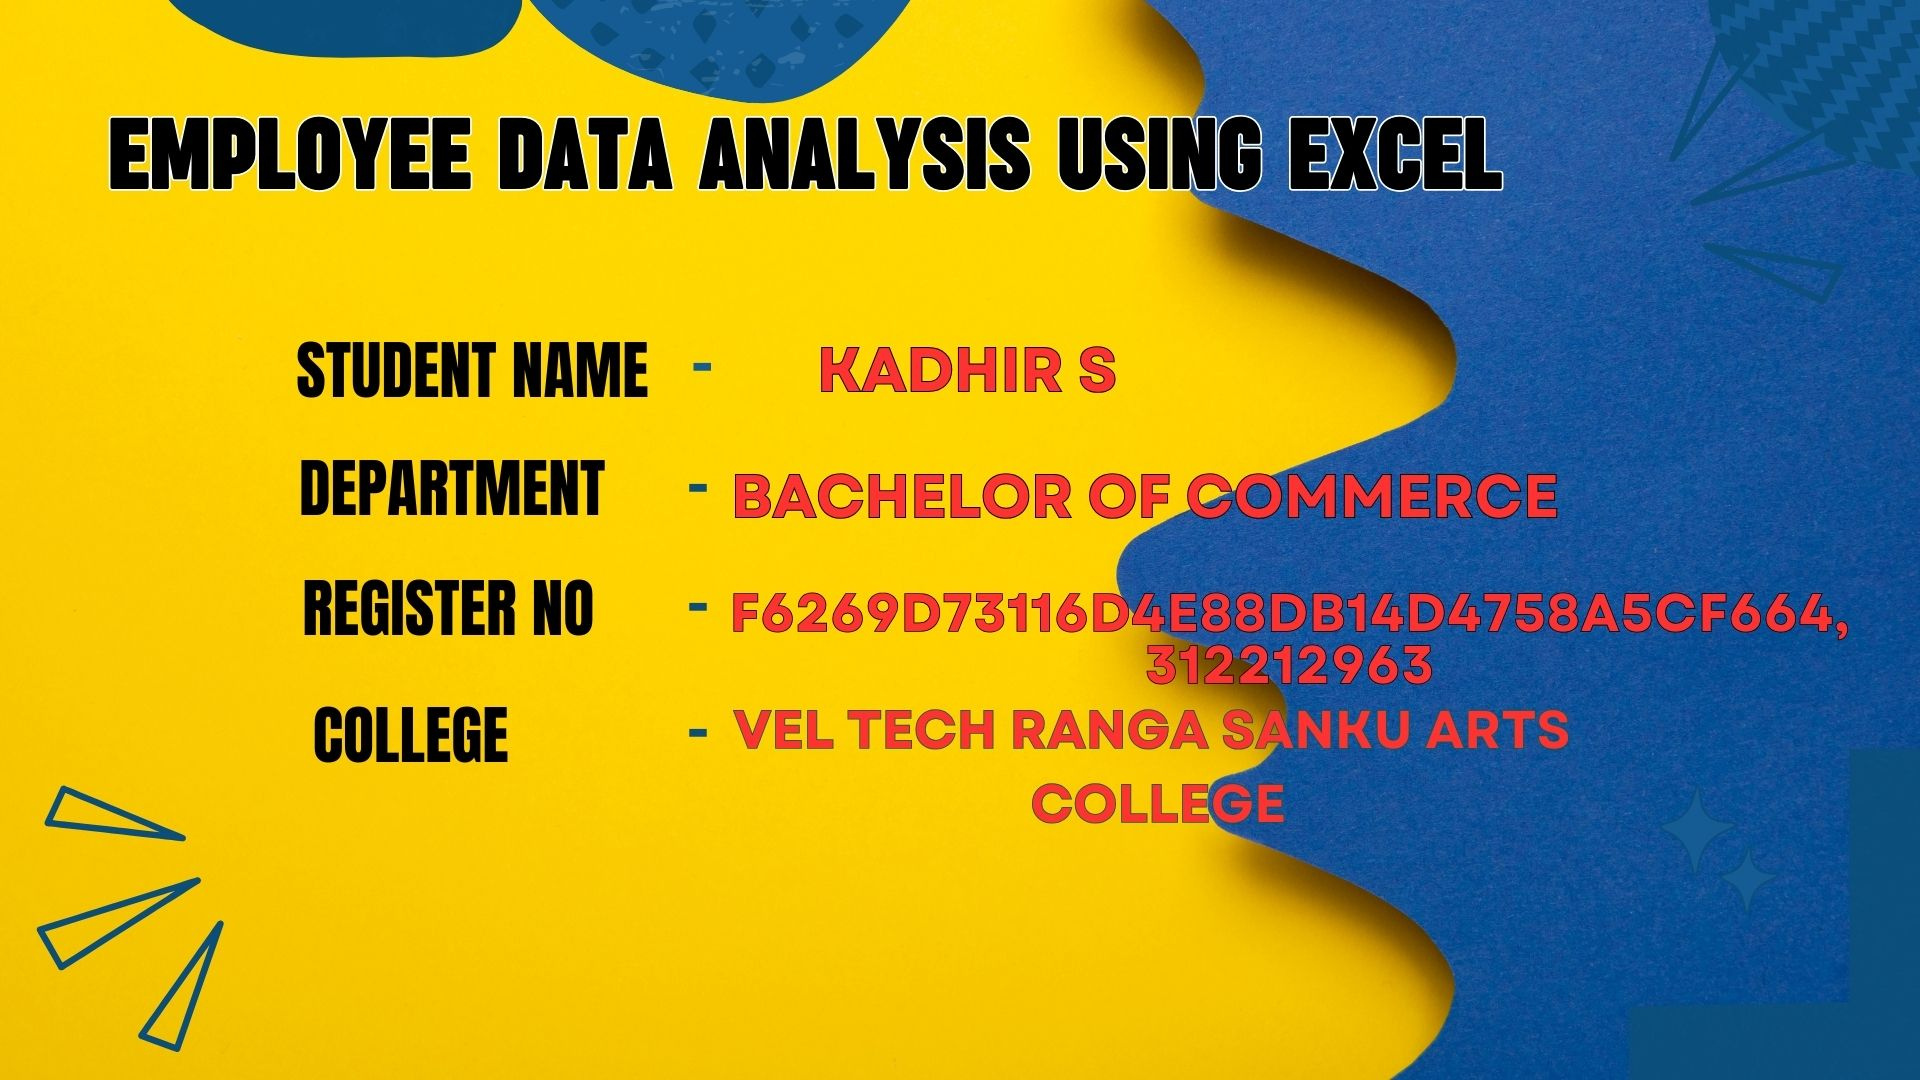 EMPLOYEE DATA ANALYSIS USING EXCEL
STUDENT NAME - KADHIR S
DEPARTMENT - BACHELOR OF COMMERCE
REGISTER NO - F6269D73116D4E88DB14D4758A5CF664,
312212963
COLLEGE - VEL TECH RANGA SANKU ARTS
COLLEGE